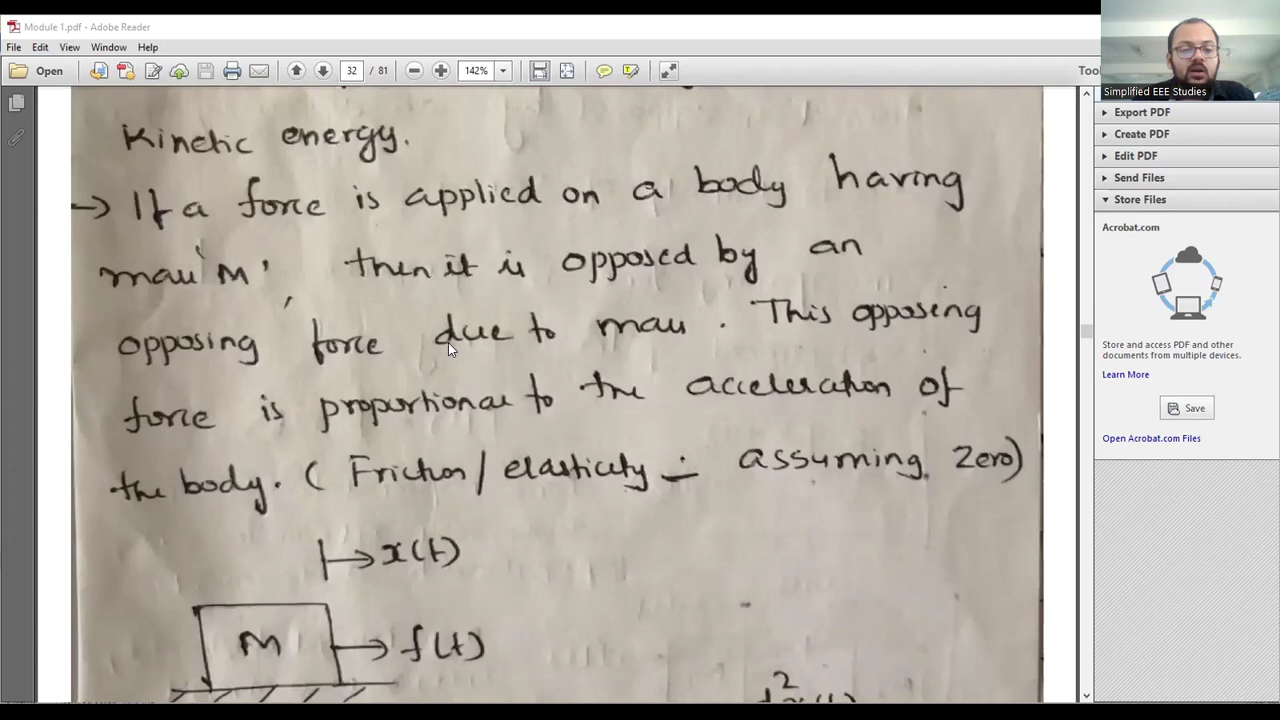 Module 1.pdf - Adobe Reader
File Edit View Window Help
Open 32 / 81 142% Tool
Simplified EEE Studies
Kinetic energy.
→ If a force is applied on a body having
mass 'M', then it is opposed by an
opposing force due to mass. This opposing
force is proportional to the acceleration of
the body. (Friction/elasticity - assuming zero)
x(t)
M f(t)
Export PDF
Create PDF
Edit PDF
Send Files
Store Files
Acrobat.com
Store and access PDF and other
documents from multiple devices.
Learn More
Save
Open Acrobat.com Files